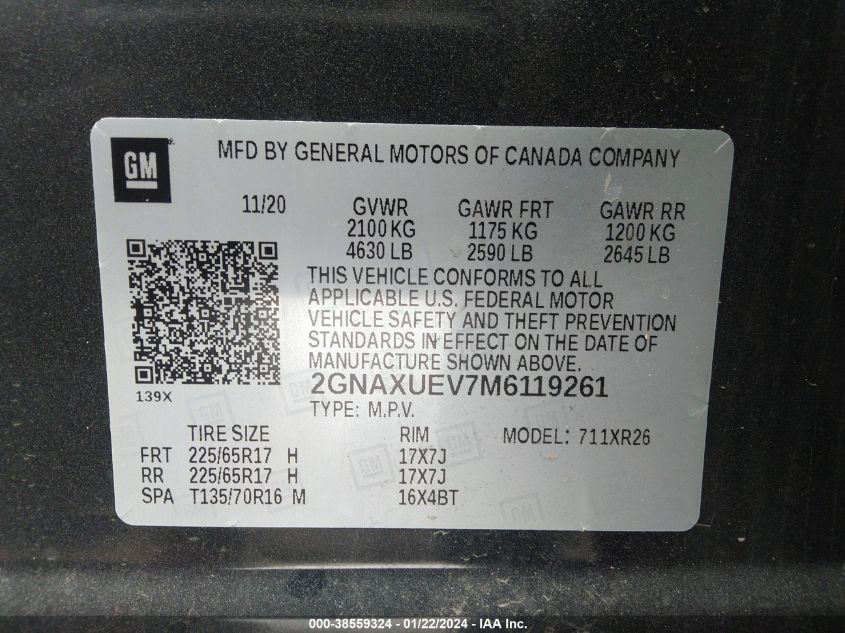 GM
MFD BY GENERAL MOTORS OF CANADA COMPANY
11/20 GVWR GAWR FRT GAWR RR
2100 KG 1175 KG 1200 KG
4630 LB 2590 LB 2645 LB
THIS VEHICLE CONFORMS TO ALL
APPLICABLE U.S. FEDERAL MOTOR
VEHICLE SAFETY AND THEFT PREVENTION
STANDARDS IN EFFECT ON THE DATE OF
MANUFACTURE SHOWN ABOVE.
139X 2GNAXUEV7M6119261
TYPE: M.P.V.
TIRE SIZE RIM MODEL: 711XR26
FRT 225/65R17 H 17X7J
RR 225/65R17 H 17X7J
SPA T135/70R16 M 16X4BT
000-38559324 - 01/22/2024 - IAA Inc.